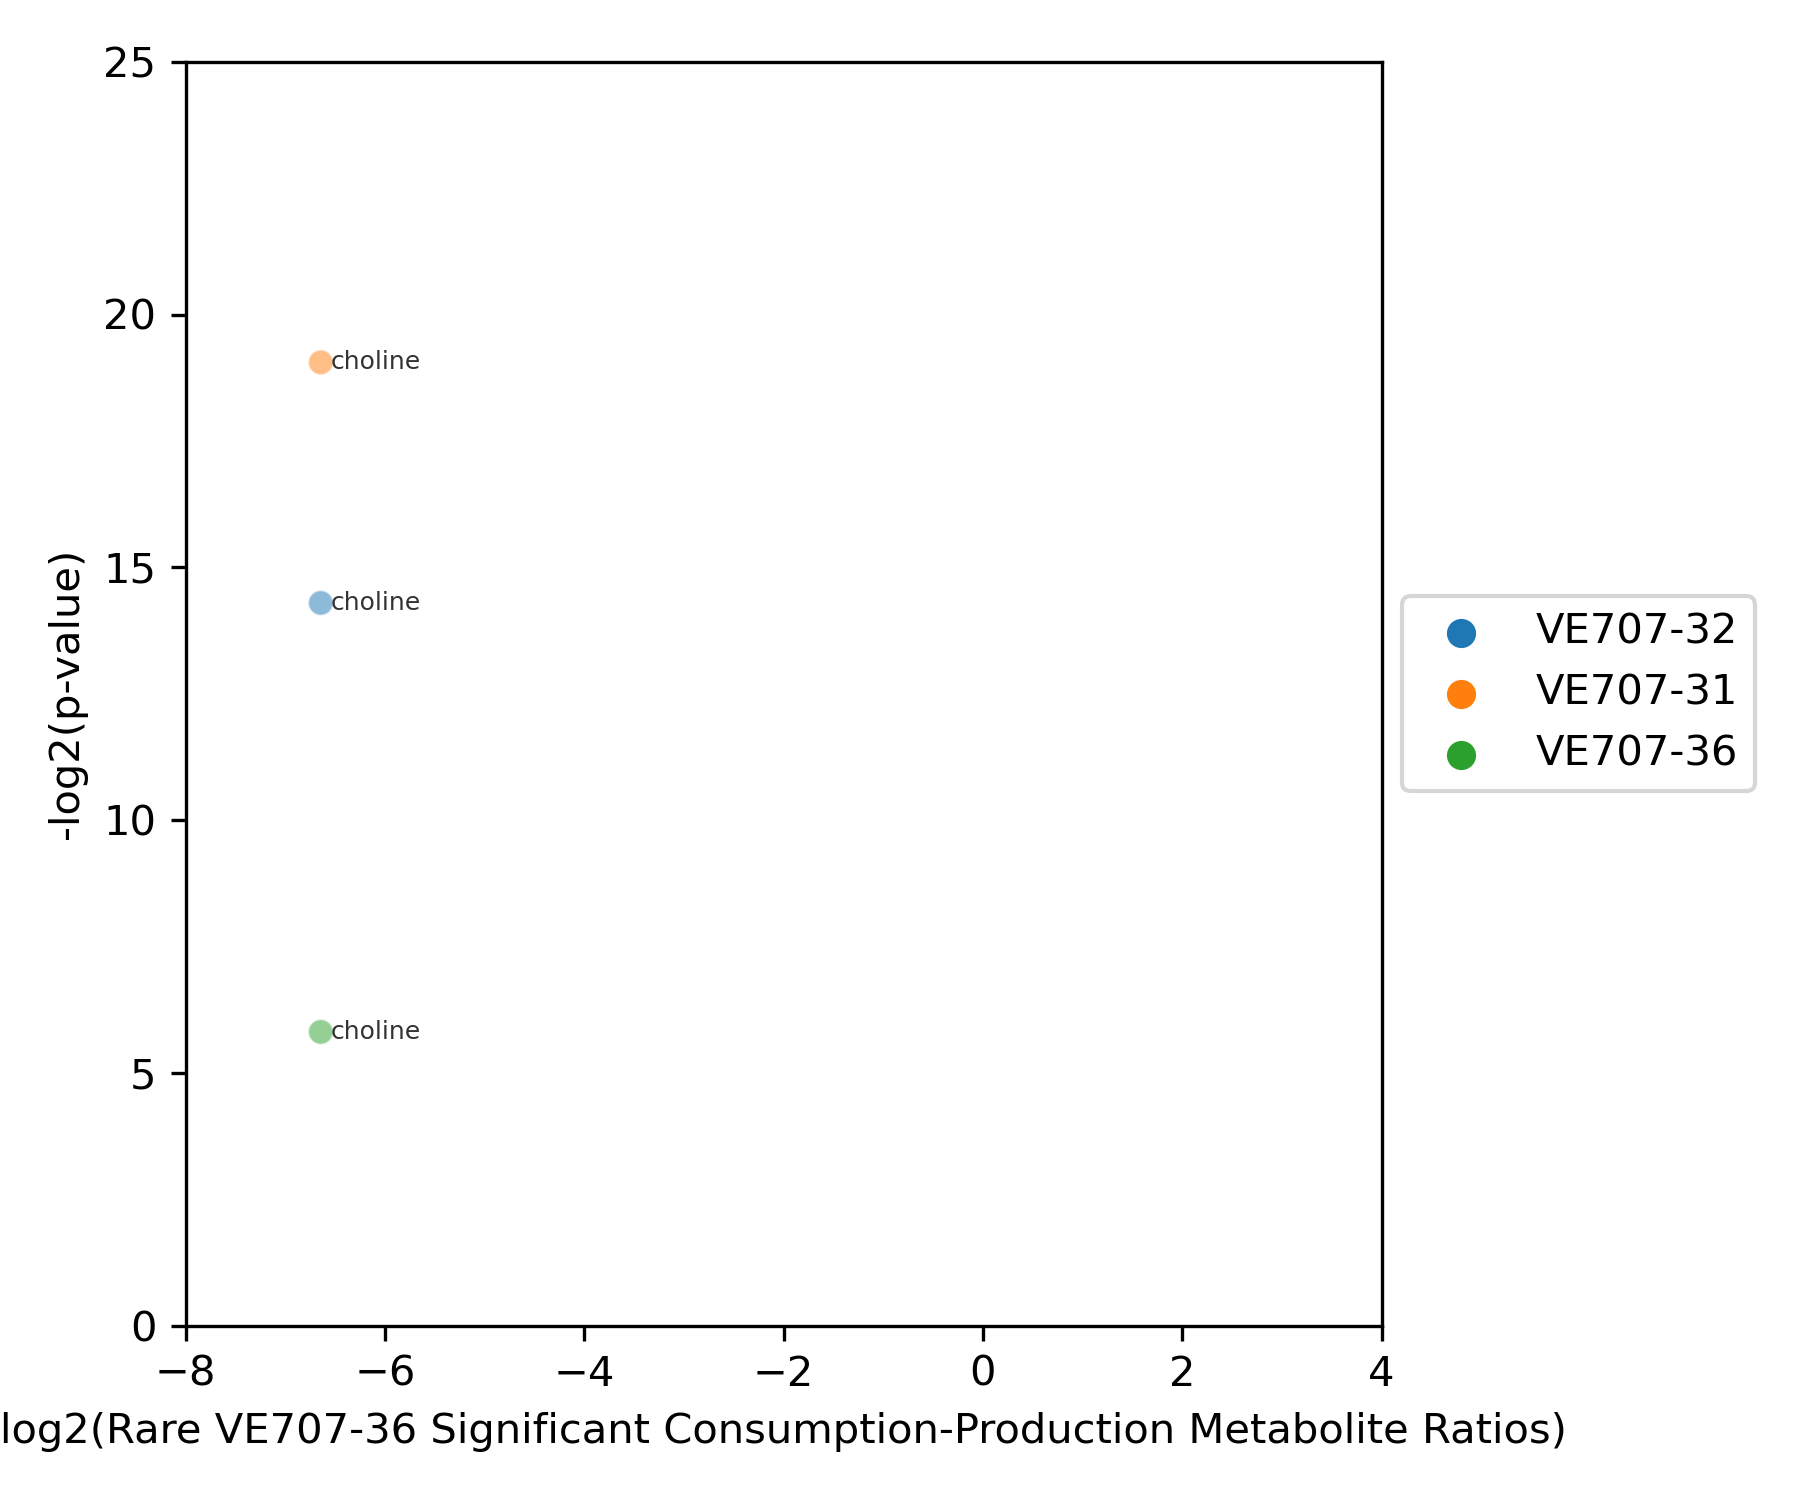 25
20
choline
15
choline
-log2(p-value)
VE707-32
VE707-31
VE707-36
10
choline
5
0
−8 −6 −4 −2 0 2 4
log2(Rare VE707-36 Significant Consumption-Production Metabolite Ratios)